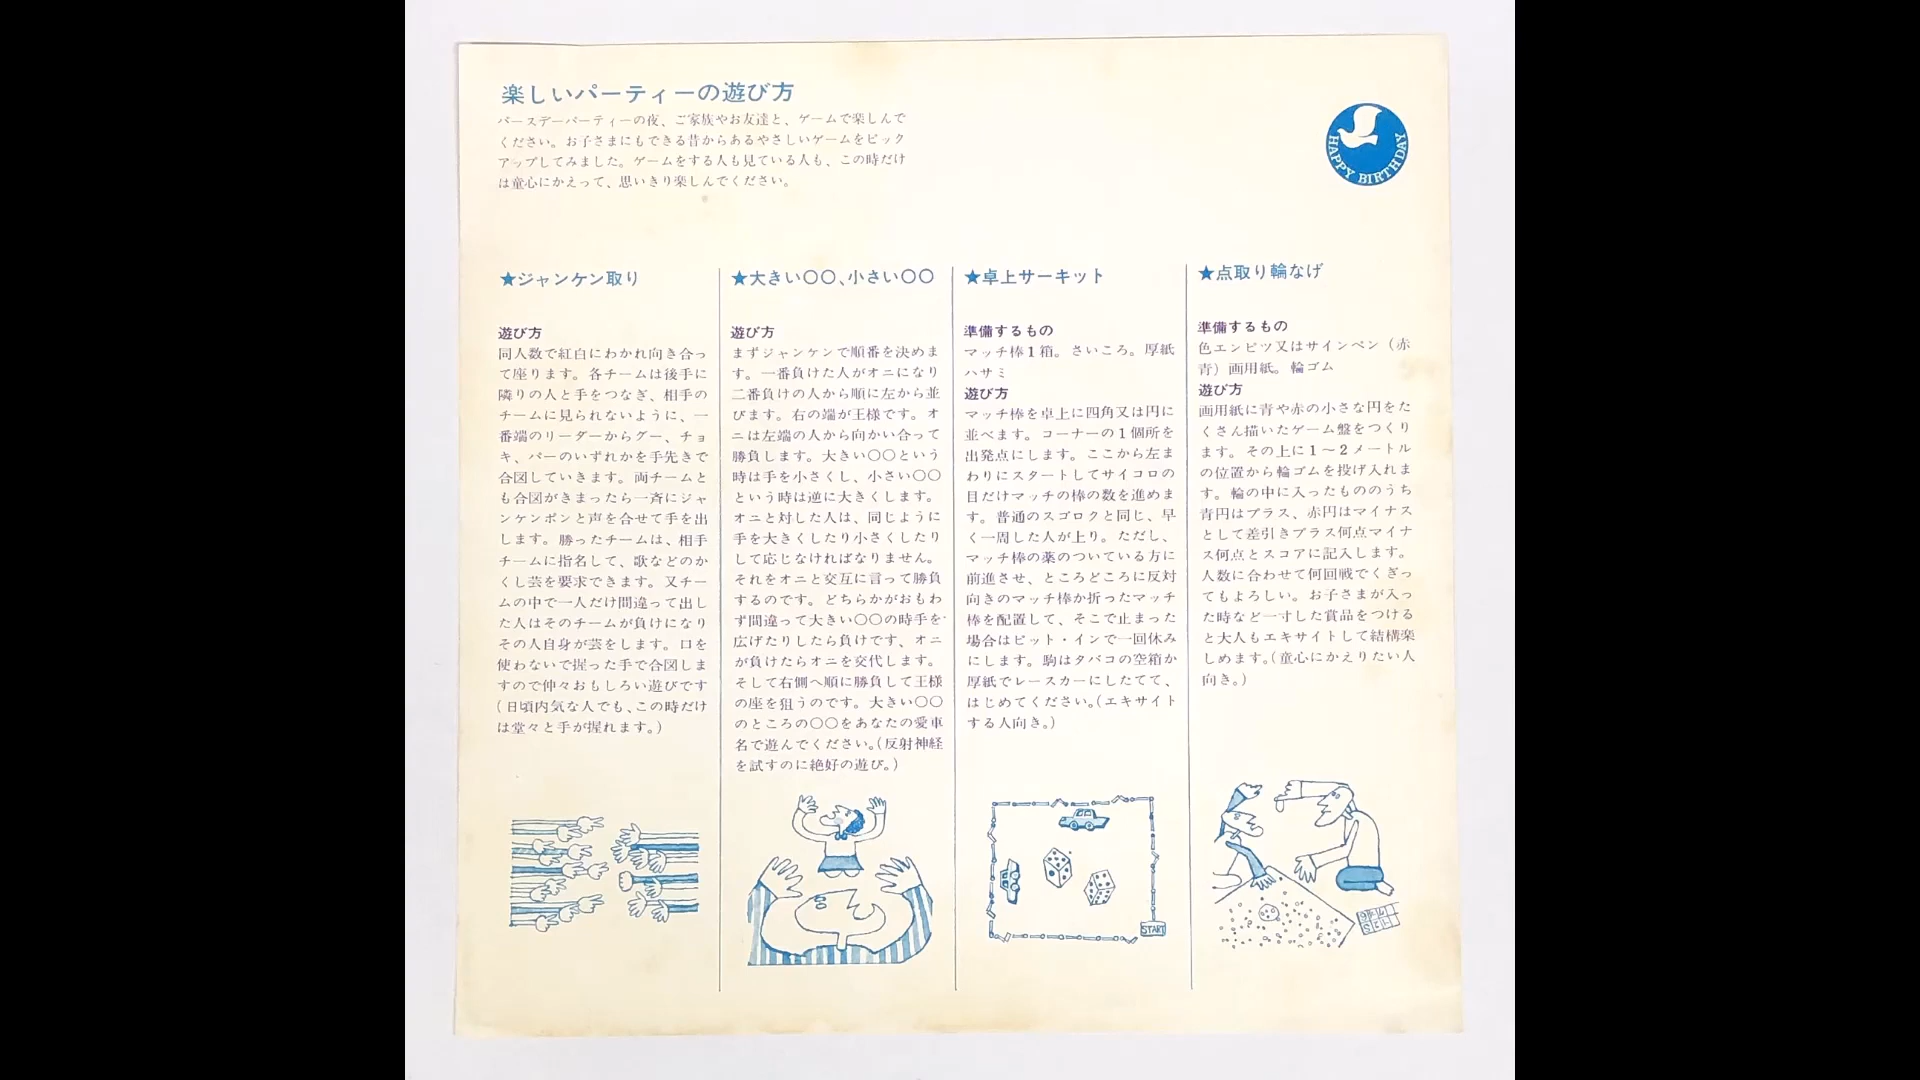 楽しいパーティーの遊び方
バースデーパーティーの夜、ご家族やお友達と、ゲームで楽しんで
ください。お子さまにもできる昔からあるやさしいゲームをピック
アップしてみました。ゲームをする人も見ている人も、この時だけ
は童心にかえって、思いきり楽しんでください。
HAPPY BIRTHDAY
★ジャンケン取り
遊び方
同人数で紅白にわかれ向き合っ
て座ります。各チームは後手に
隣りの人と手をつなぎ、相手の
チームに見られないように、一
番端のリーダーからグー、チョ
キ、パーのいずれかを手先きで
合図していきます。両チームと
も合図がきまったら一斉にジャ
ンケンポンと声を合せて手を出
します。勝ったチームは、相手
チームに指名して、歌などのか
くし芸を要求できます。又チー
ムの中で一人だけ間違って出し
た人はそのチームが負けになり
その人自身が芸をします。口を
使わないで握った手で合図しま
すので仲々おもしろい遊びです
(日頃内気な人でも、この時だけ
は堂々と手が握れます。)
★大きい〇〇、小さい〇〇
遊び方
まずジャンケンで順番を決めま
す。一番負けた人がオニになり
二番負けの人から順に左から並
びます。右の端が王様です。オ
ニは左端の人から向かい合って
勝負します。大きい〇〇という
時は手を小さくし、小さい〇〇
という時は逆に大きくします。
オニと対した人は、同じように
手を大きくしたり小さくしたり
して応じなければなりません。
それをオニと交互に言って勝負
するのです。どちらかがおもわ
ず間違って大きい〇〇の時手を
広げたりしたら負けです、オニ
が負けたらオニを交代します。
そして右側へ順に勝負して王様
の座を狙うのです。大きい〇〇
のところの〇〇をあなたの愛車
名で遊んでください。(反射神経
を試すのに絶好の遊び。)
★卓上サーキット
準備するもの
マッチ棒1箱。さいころ。厚紙
ハサミ
遊び方
マッチ棒を卓上に四角又は円に
並べます。コーナーの1個所を
出発点にします。ここから左ま
わりにスタートしてサイコロの
目だけマッチの棒の数を進めま
す。普通のスゴロクと同じ、早
く一周した人が上り。ただし、
マッチ棒の薬のついている方に
前進させ、ところどころに反対
向きのマッチ棒か折ったマッチ
棒を配置して、そこで止まった
場合はピット・インで一回休み
にします。駒はタバコの空箱か
厚紙でレースカーにしたてて、
はじめてください。(エキサイト
する人向き。)
START
★点取り輪なげ
準備するもの
色エンピツ又はサインペン(赤
青)画用紙。輪ゴム
遊び方
画用紙に青や赤の小さな円をた
くさん描いたゲーム盤をつくり
ます。その上に1〜2メートル
の位置から輪ゴムを投げ入れま
す。輪の中に入ったもののうち
青円はプラス、赤円はマイナス
として差引きプラス何点マイナ
ス何点とスコアに記入します。
人数に合わせて何回戦でくぎっ
てもよろしい。お子さまが入っ
た時など一寸した賞品をつける
と大人もエキサイトして結構楽
しめます。(童心にかえりたい人
向き。)